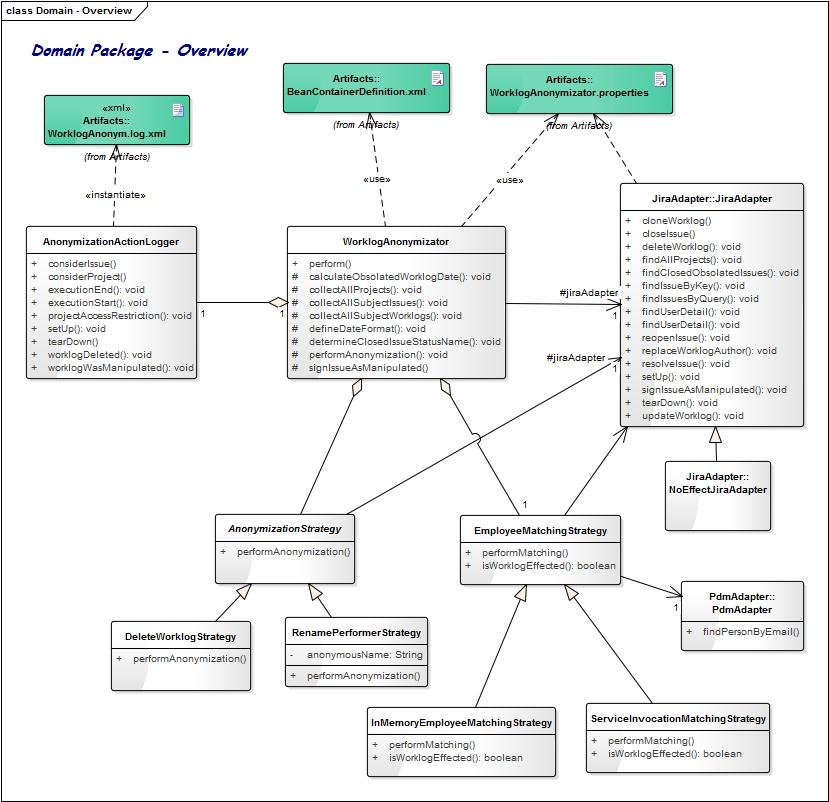 class Domain - Overview
Domain Package - Overview
«xml»
Artifacts::
WorklogAnonym.log.xml
(from Artifacts)
Artifacts::
BeanContainerDefinition.xml
(from Artifacts)
Artifacts::
WorklogAnonymizator.properties
(from Artifacts)
«instantiate»
«use»
«use»
AnonymizationActionLogger
+ considerIssue()
+ considerProject()
+ executionEnd(): void
+ executionStart(): void
+ projectAccessRestriction(): void
+ setUp(): void
+ tearDown()
+ worklogDeleted(): void
+ worklogWasManipulated(): void
1
1
WorklogAnonymizator
+ perform()
# calculateObsolatedWorklogDate(): void
# collectAllProjects(): void
# collectAllSubjectIssues(): void
# collectAllSubjectWorklogs(): void
# defineDateFormat(): void
# determineClosedIssueStatusName(): void
# performAnonymization(): void
# signIssueAsManipulated()
#jiraAdapter
1
#jiraAdapter
1
JiraAdapter::JiraAdapter
+ cloneWorklog()
+ closeIssue()
+ deleteWorklog(): void
+ findAllProjects(): void
+ findClosedObsolatedIssues(): void
+ findIssueByKey(): void
+ findIssuesByQuery(): void
+ findUserDetail(): void
+ findUserDetail(): void
+ reopenIssue(): void
+ replaceWorklogAuthor(): void
+ resolveIssue(): void
+ setUp(): void
+ signIssueAsManipulated()
+ tearDown(): void
+ updateWorklog(): void
JiraAdapter::
NoEffectJiraAdapter
1
AnonymizationStrategy
+ performAnonymization()
EmployeeMatchingStrategy
+ performMatching()
+ isWorklogEffected(): boolean
1
PdmAdapter::
PdmAdapter
+ findPersonByEmail()
DeleteWorklogStrategy
+ performAnonymization()
RenamePerformerStrategy
- anonymousName: String
+ performAnonymization()
InMemoryEmployeeMatchingStrategy
+ performMatching()
+ isWorklogEffected(): boolean
ServiceInvocationMatchingStrategy
+ performMatching()
+ isWorklogEffected(): boolean